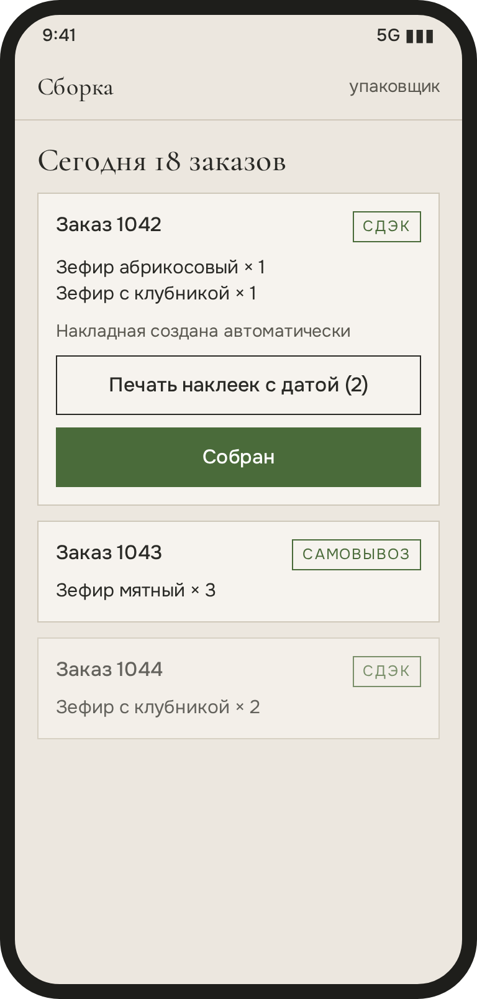 9:41
5G
Сборка
упаковщик
Сегодня 18 заказов
Заказ 1042
СДЭК
Зефир абрикосовый × 1
Зефир с клубникой × 1
Накладная создана автоматически
Печать наклеек с датой (2)
Собран
Заказ 1043
САМОВЫВОЗ
Зефир мятный × 3
Заказ 1044
СДЭК
Зефир с клубникой × 2